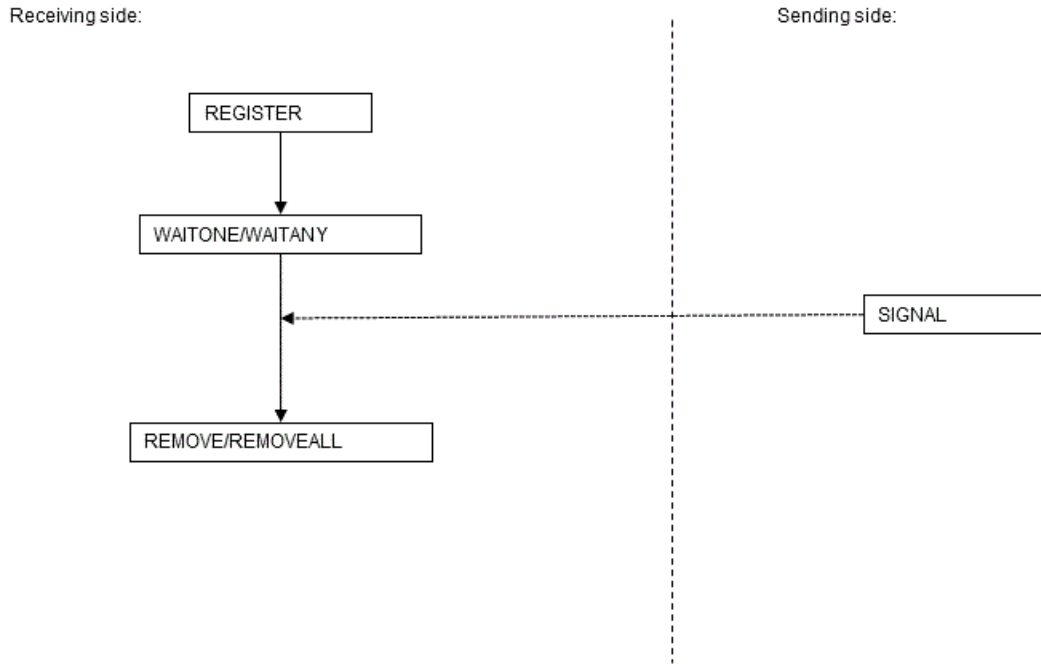 Receiving side:
Sending side:
REGISTER
WAITONE/WAITANY
SIGNAL
REMOVE/REMOVEALL